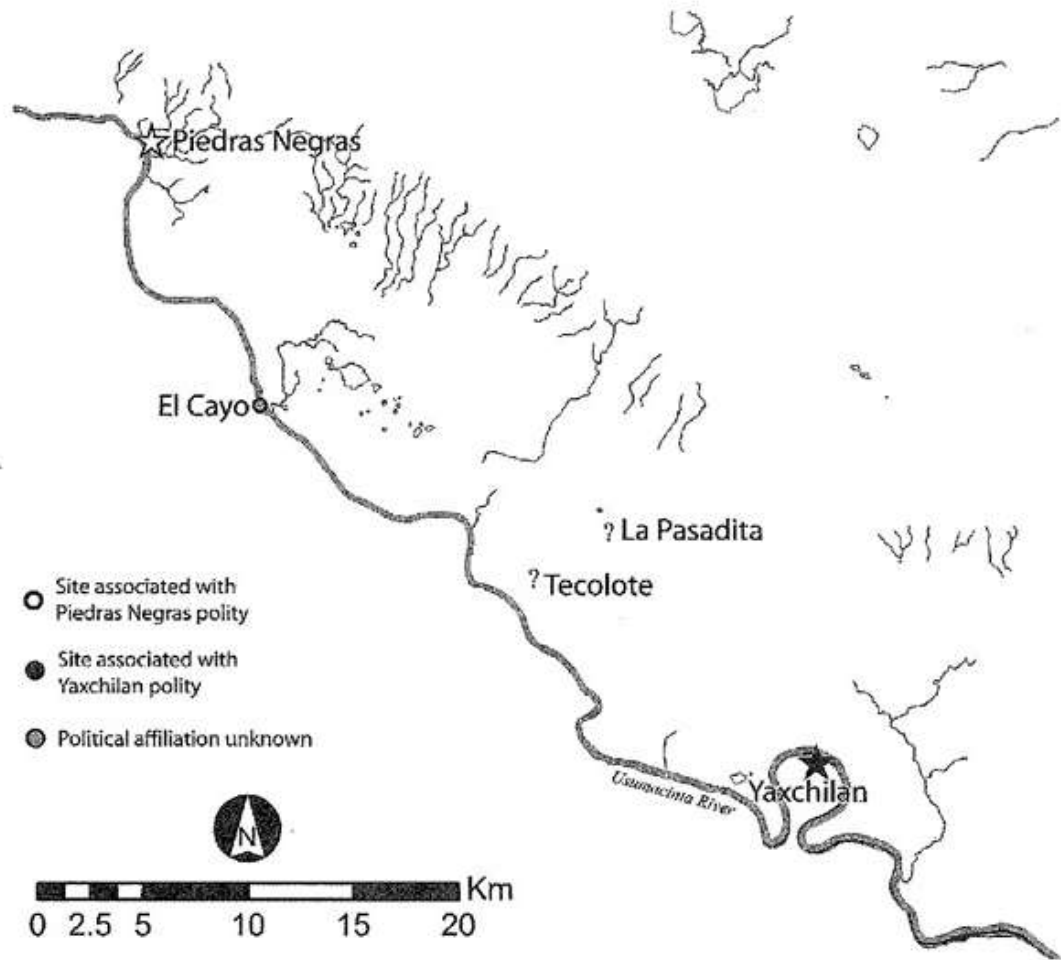 Piedras Negras
El Cayo
? La Pasadita
? Tecolote
Site associated with
Piedras Negras polity
Site associated with
Yaxchilan polity
Political affiliation unknown
Usumacinta River
Yaxchilan
N
Km
0 2.5 5 10 15 20